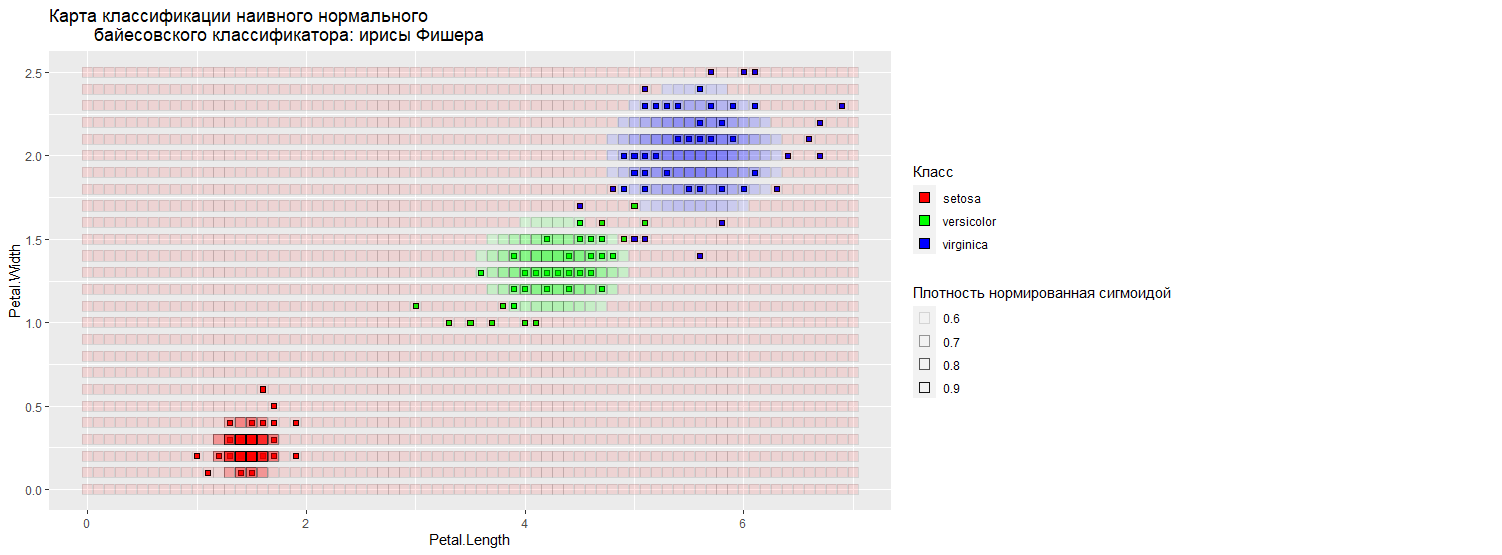 Карта классификации наивного нормального
байесовского классификатора: ирисы Фишера
Petal.Width
2.5
2.0
1.5
1.0
0.5
0.0
0
2
4
6
Petal.Length
Класс
setosa
versicolor
virginica
Плотность нормированная сигмоидой
0.6
0.7
0.8
0.9